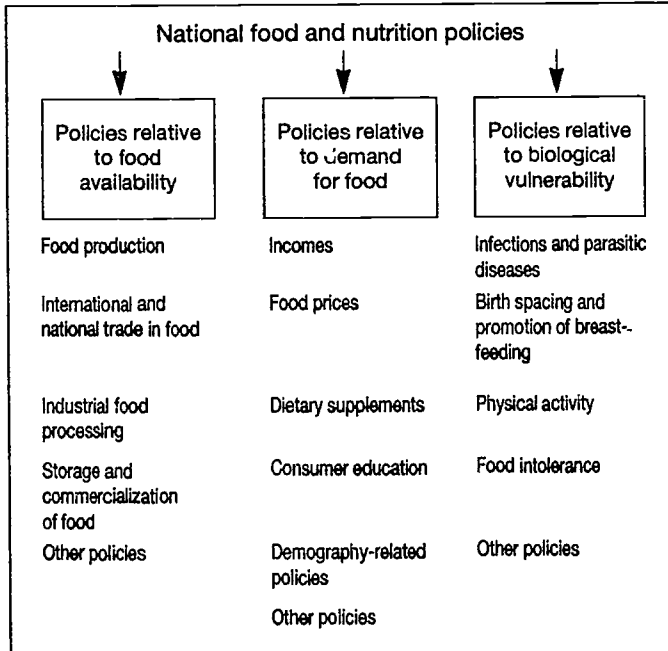 National food and nutrition policies
Policies relative
to food
availability
Policies relative
to demand
for food
Policies relative
to biological
vulnerability
Food production
International and
national trade in food
Industrial food
processing
Storage and
commercialization
of food
Other policies
Incomes
Food prices
Dietary supplements
Consumer education
Demography-related
policies
Other policies
Infections and parasitic
diseases
Birth spacing and
promotion of breast-
feeding
Physical activity
Food intolerance
Other policies